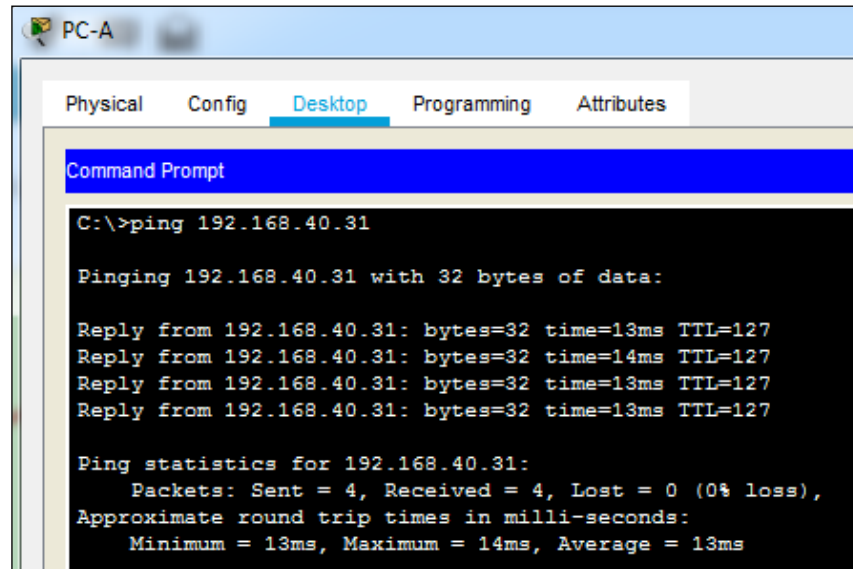 PC-A
Physical Config Desktop Programming Attributes
Command Prompt
C:\>ping 192.168.40.31
Pinging 192.168.40.31 with 32 bytes of data:
Reply from 192.168.40.31: bytes=32 time=13ms TTL=127
Reply from 192.168.40.31: bytes=32 time=14ms TTL=127
Reply from 192.168.40.31: bytes=32 time=13ms TTL=127
Reply from 192.168.40.31: bytes=32 time=13ms TTL=127
Ping statistics for 192.168.40.31:
Packets: Sent = 4, Received = 4, Lost = 0 (0% loss),
Approximate round trip times in milli-seconds:
Minimum = 13ms, Maximum = 14ms, Average = 13ms